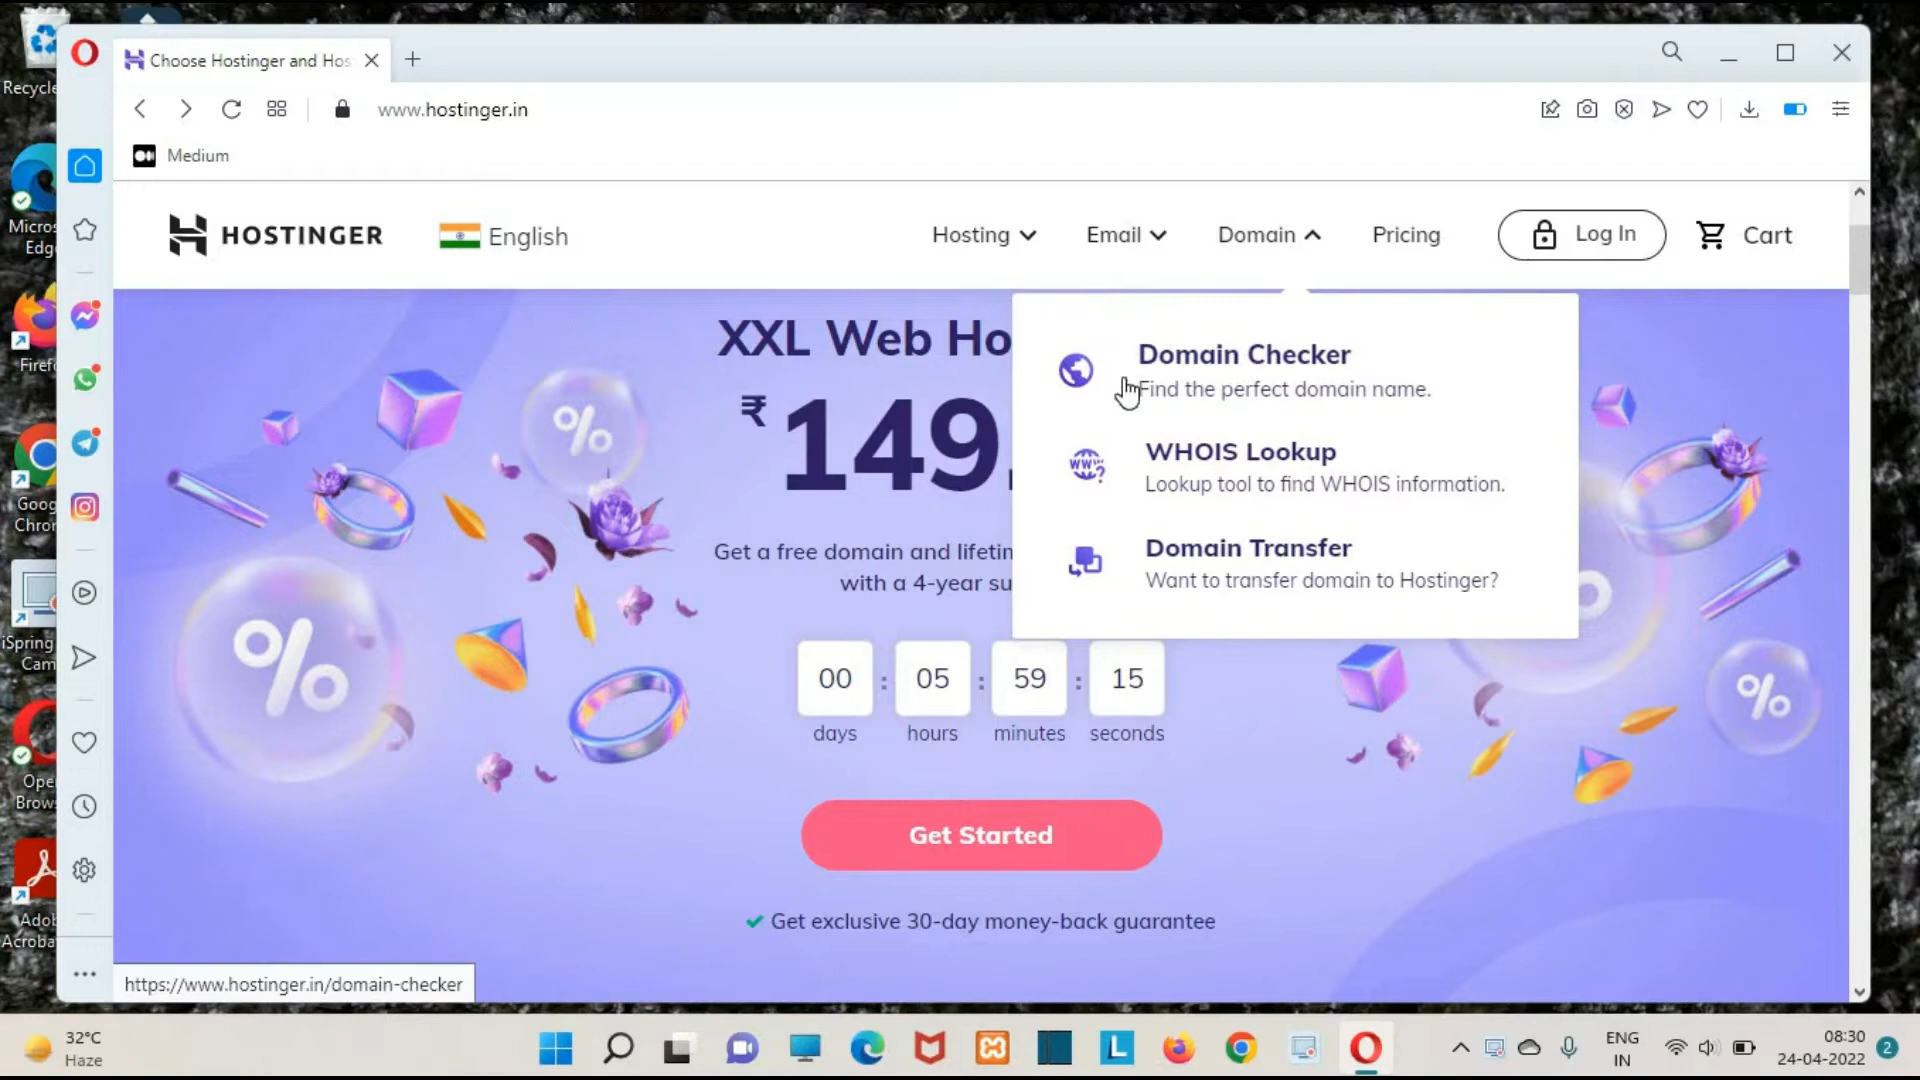 Recycle
Choose Hostinger and Hos
www.hostinger.in
Medium
Micros
Edg
HOSTINGER
English
Hosting
Email
Domain
Pricing
Log In
Cart
XXL Web Ho
₹ 149.
Domain Checker
Find the perfect domain name.
WHOIS Lookup
Lookup tool to find WHOIS information.
Domain Transfer
Want to transfer domain to Hostinger?
Firef
Goog
Chror
Get a free domain and lifetin
with a 4-year su
iSpring
Cam
00 : 05 : 59 : 15
days hours minutes seconds
Ope
Brows
Get Started
Adob
Acroba
Get exclusive 30-day money-back guarantee
https://www.hostinger.in/domain-checker
32°C
Haze
ENG
IN
08:30
24-04-2022
2